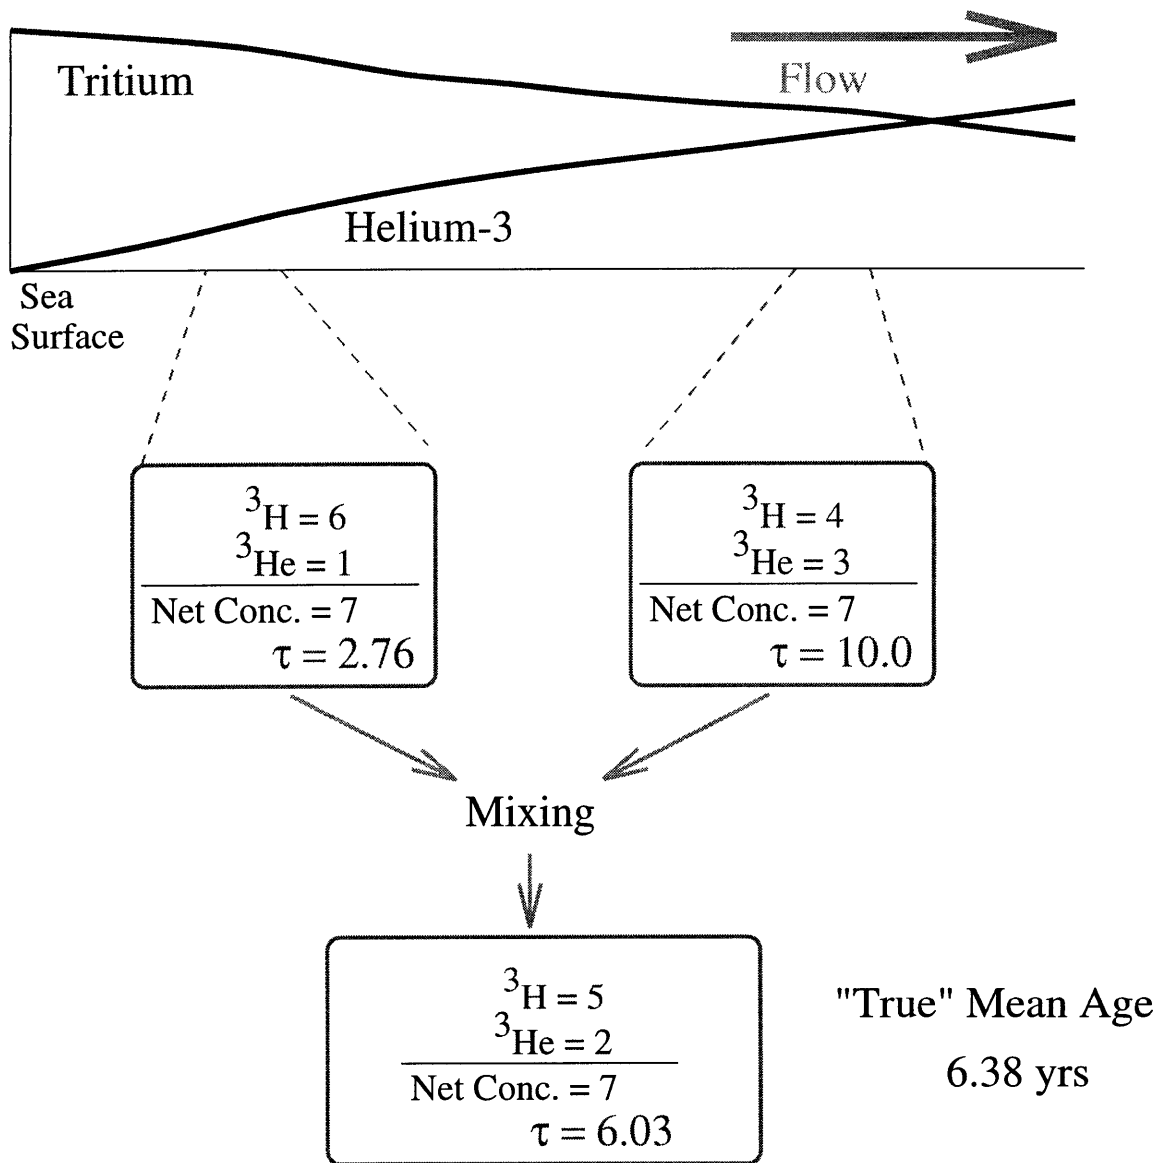 Tritium
Flow
Helium-3
Sea
Surface
³H = 6
³He = 1
Net Conc. = 7
τ = 2.76
³H = 4
³He = 3
Net Conc. = 7
τ = 10.0
Mixing
³H = 5
³He = 2
Net Conc. = 7
τ = 6.03
"True" Mean Age
6.38 yrs